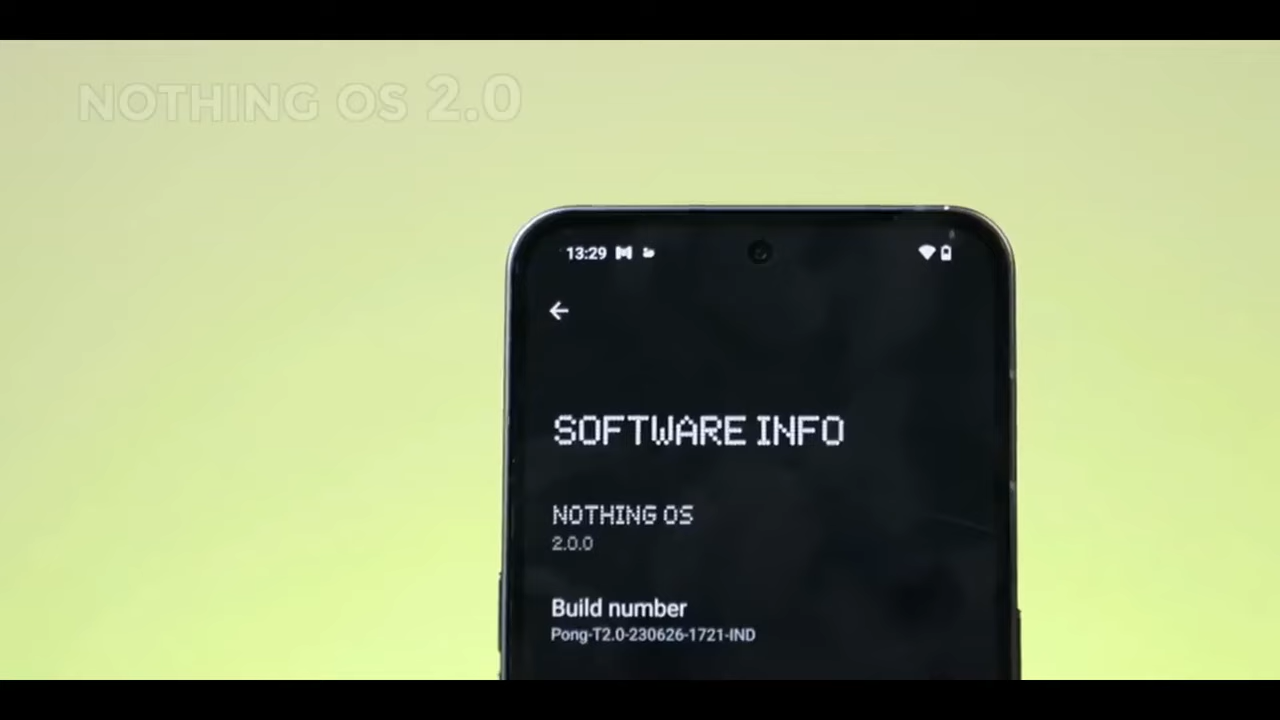 NOTHING OS 2.0
13:29
SOFTWARE INFO
NOTHING OS
2.0.0
Build number
Pong-T2.0-230626-1721-IND